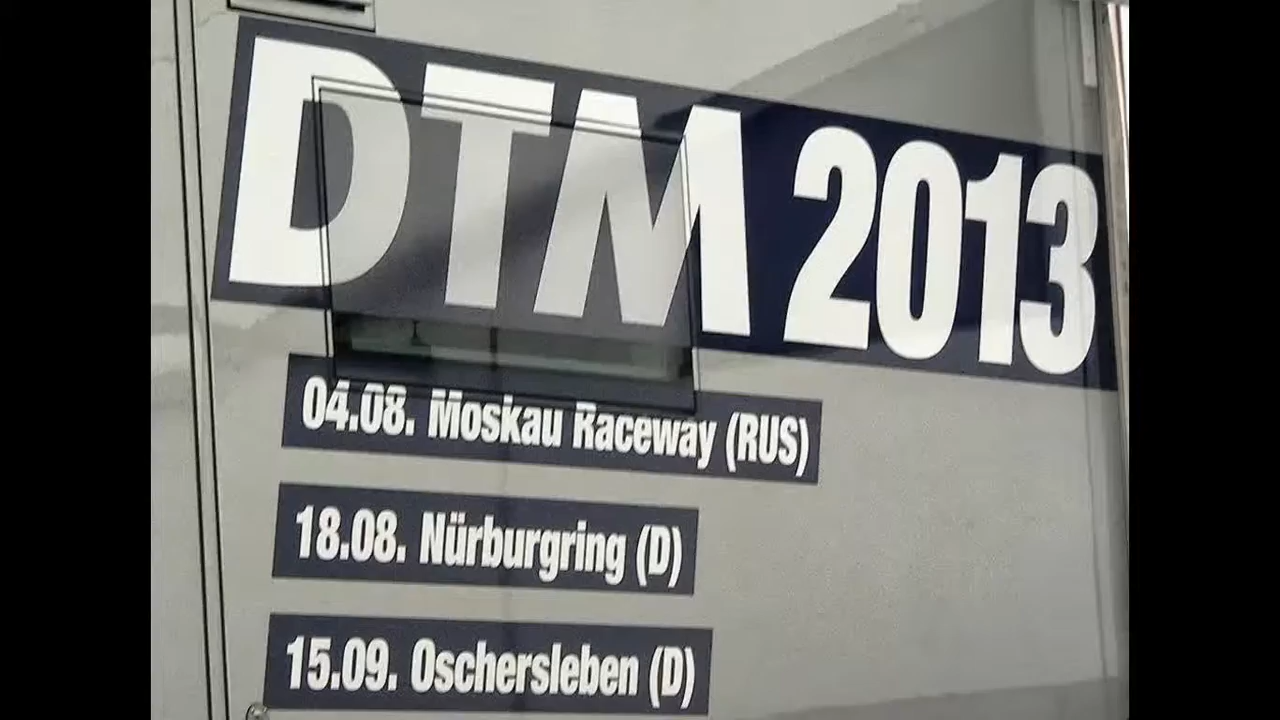 DTM 2013
04.08. Moskau Raceway (RUS)
18.08. Nürburgring (D)
15.09. Oschersleben (D)